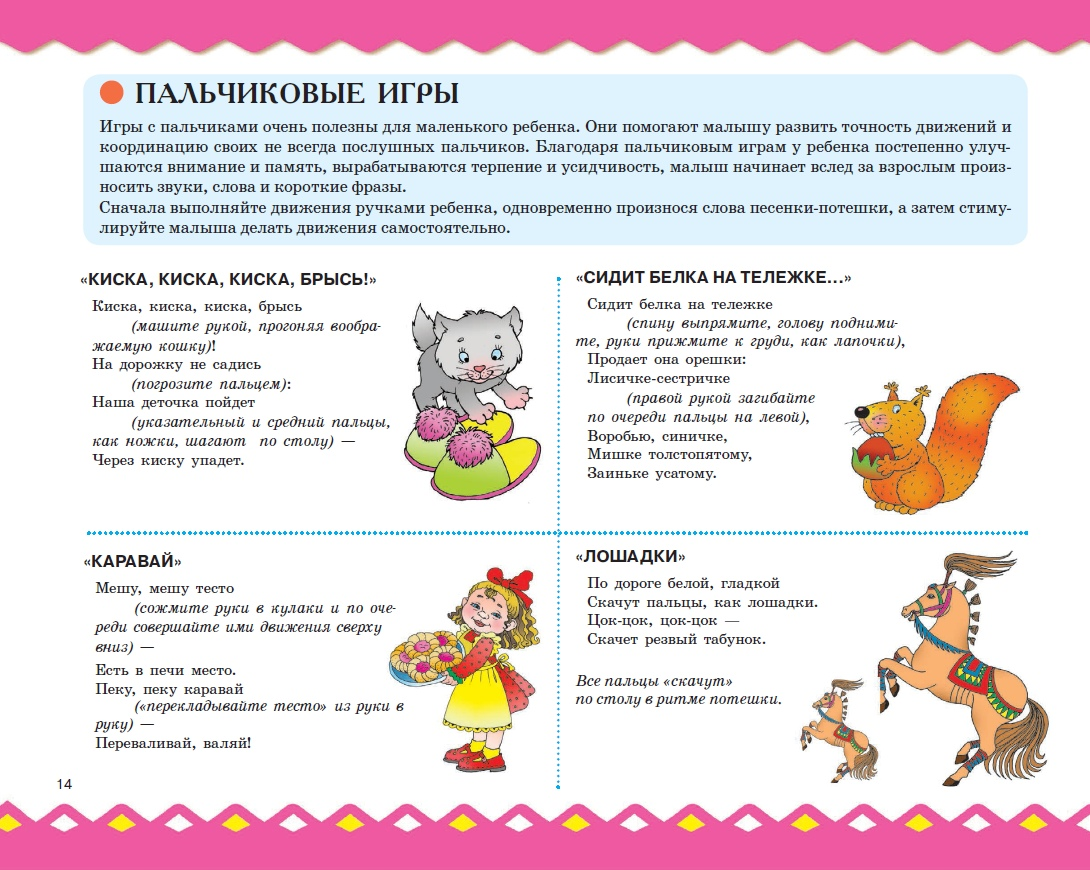 ПАЛЬЧИКОВЫЕ ИГРЫ
Игры с пальчиками очень полезны для маленького ребенка. Они помогают малышу развить точность движений и
координацию своих не всегда послушных пальчиков. Благодаря пальчиковым играм у ребенка постепенно улуч-
шаются внимание и память, вырабатываются терпение и усидчивость, малыш начинает вслед за взрослым произ-
носить звуки, слова и короткие фразы.
Сначала выполняйте движения ручками ребенка, одновременно произнося слова песенки-потешки, а затем стиму-
лируйте малыша делать движения самостоятельно.
«КИСКА, КИСКА, КИСКА, БРЫСЬ!»
Киска, киска, киска, брысь
(машите рукой, прогоняя вообра-
жаемую кошку)!
На дорожку не садись
(погрозите пальцем):
Наша деточка пойдет
(указательный и средний пальцы,
как ножки, шагают по столу) —
Через киску упадет.
«СИДИТ БЕЛКА НА ТЕЛЕЖКЕ...»
Сидит белка на тележке
(спину выпрямите, голову подними-
те, руки прижмите к груди, как лапочки),
Продает она орешки:
Лисичке-сестричке
(правой рукой загибайте
по очереди пальцы на левой),
Воробью, синичке,
Мишке толстопятому,
Заиньке усатому.
«КАРАВАЙ»
Мешу, мешу тесто
(сожмите руки в кулаки и по оче-
реди совершайте ими движения сверху
вниз) —
Есть в печи место.
Пеку, пеку каравай
(«перекладывайте тесто» из руки в
руку) —
Переваливай, валяй!
«ЛОШАДКИ»
По дороге белой, гладкой
Скачут пальцы, как лошадки.
Цок-цок, цок-цок —
Скачет резвый табунок.
Все пальцы «скачут»
по столу в ритме потешки.
14